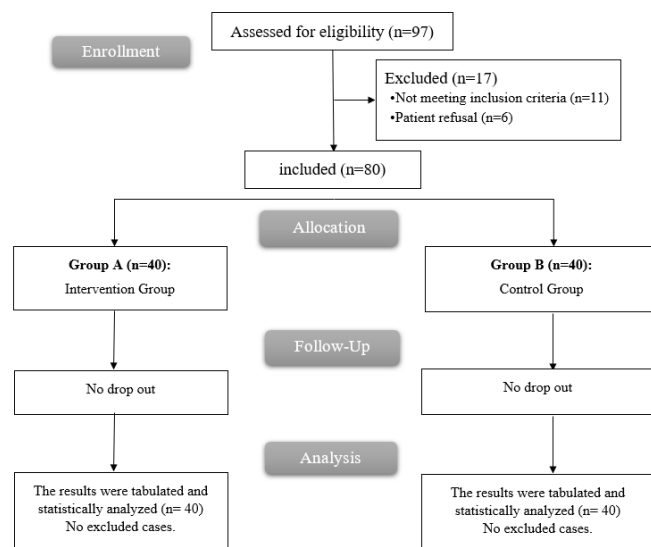 Assessed for eligibility (n=97)
Enrollment
Excluded (n=17)
•Not meeting inclusion criteria (n=11)
•Patient refusal (n=6)
included (n=80)
Allocation
Group A (n=40):
Intervention Group
Group B (n=40):
Control Group
Follow-Up
No drop out
No drop out
Analysis
The results were tabulated and
statistically analyzed (n= 40)
No excluded cases.
The results were tabulated and
statistically analyzed (n= 40)
No excluded cases.